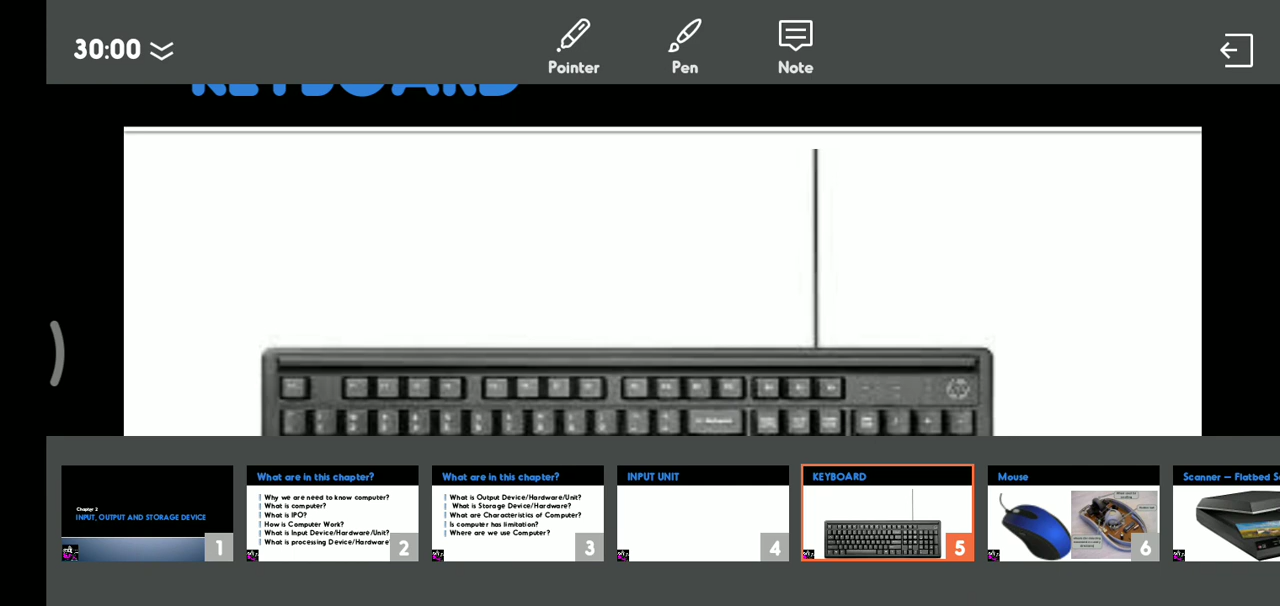 30:00
Pointer
Pen
Note
KEYBOARD
hp
Chapter 2
INPUT, OUTPUT AND STORAGE DEVICE
1
What are in this chapter?
Why we are need to know computer?
What is computer?
What is IPO?
How is Computer Work?
What is Input Device/Hardware/Unit?
What is processing Device/Hardware
2
What are in this chapter?
What is Output Device/Hardware/Unit?
What is Storage Device/Hardware?
What are Characteristics of Computer?
Is computer has limitation?
Where are we use Computer?
3
INPUT UNIT
4
KEYBOARD
5
Mouse
6
Scanner – Flatbed S